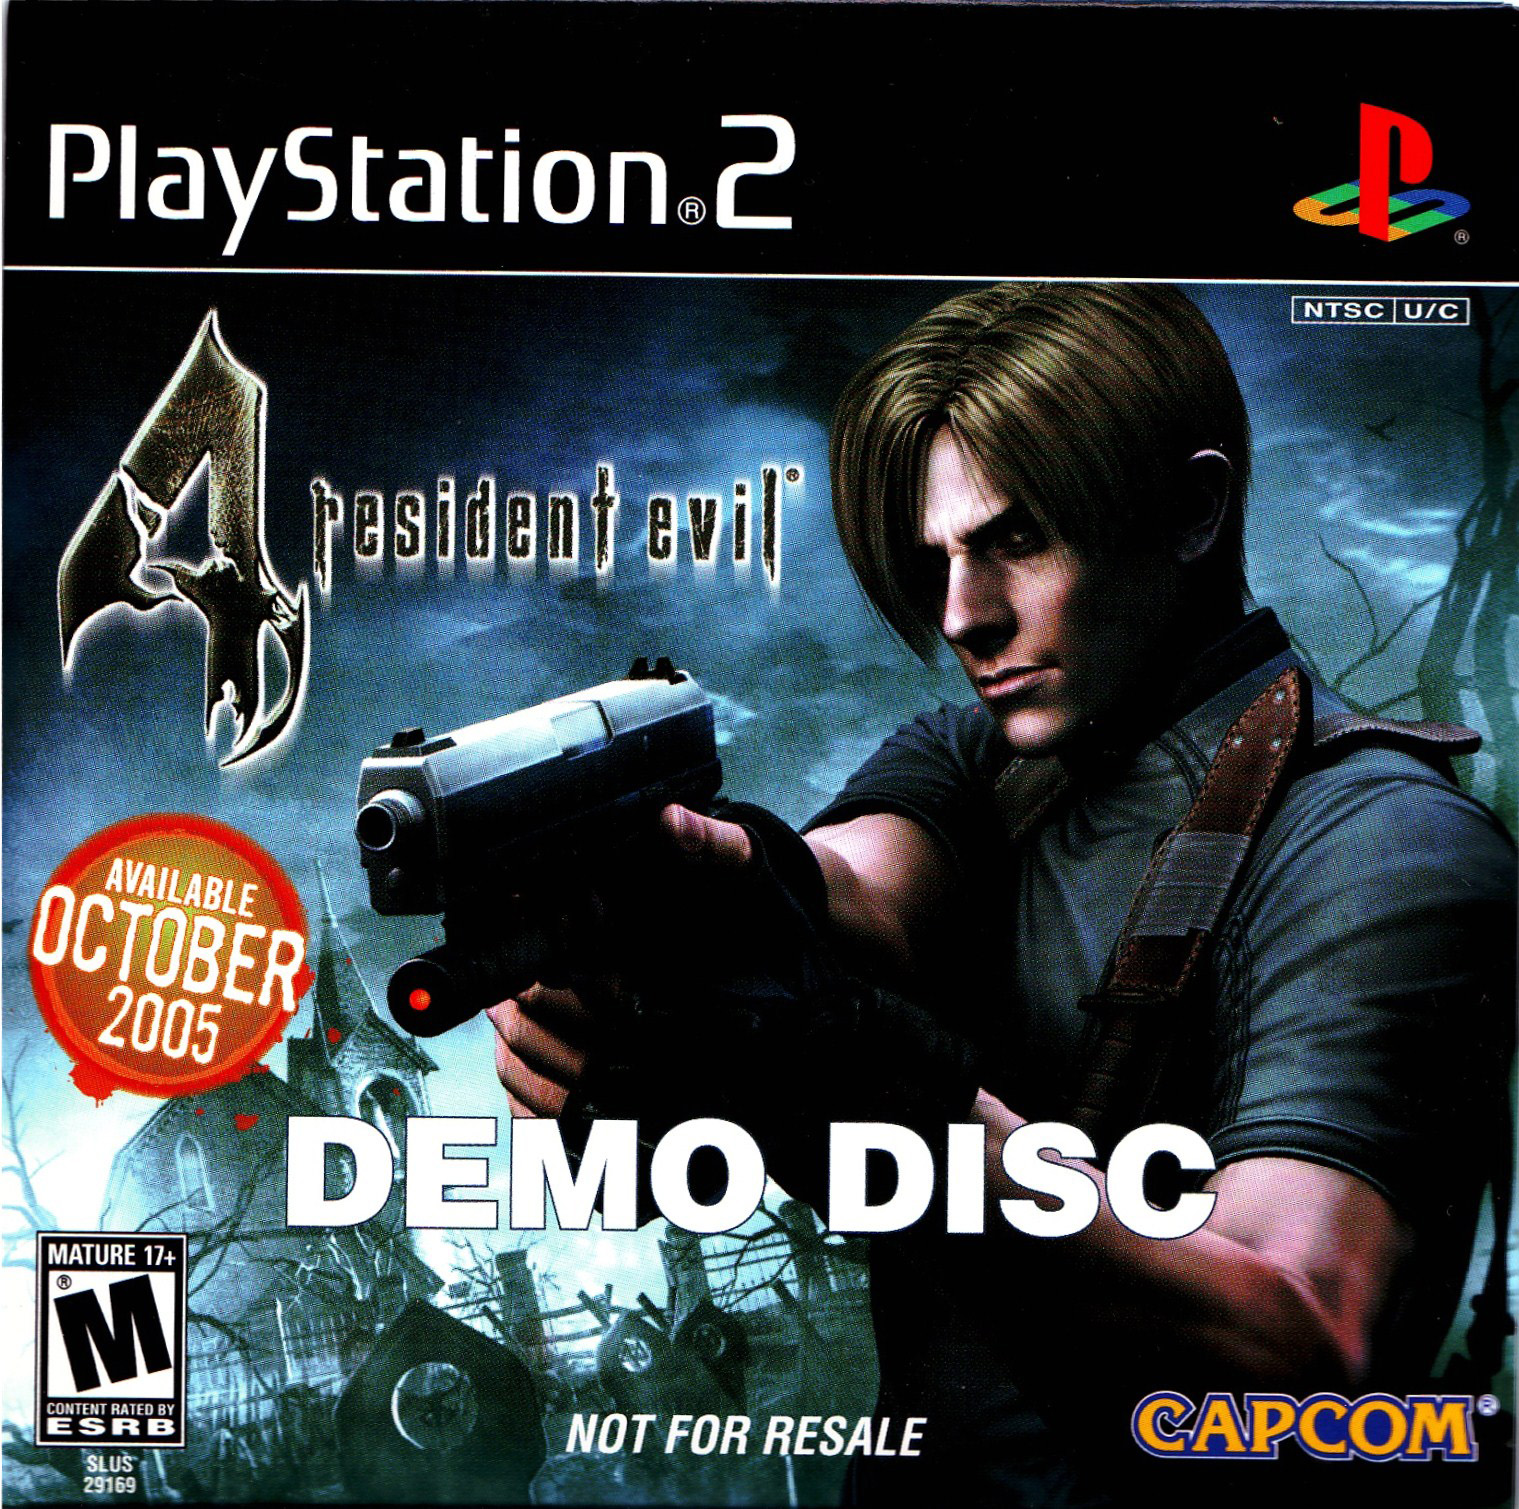 PlayStation®2
®
NTSC U/C
4
resident evil®
AVAILABLE
OCTOBER
2005
DEMO DISC
MATURE 17+
®
M
CONTENT RATED BY
ESRB
SLUS
29169
NOT FOR RESALE
CAPCOM®